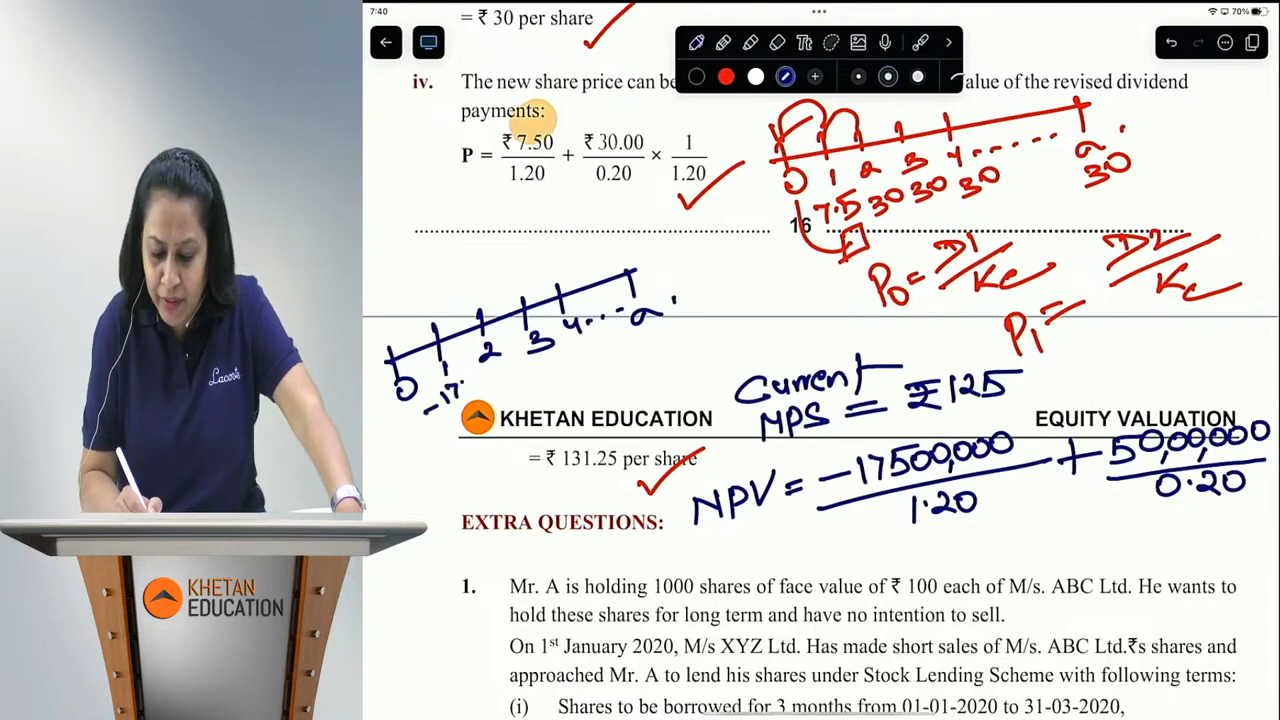 7:40
70%
= ₹ 30 per share
iv. The new share price can be
alue of the revised dividend
payments:
P = ₹ 7.50 / 1.20 + ₹ 30.00 / 0.20 × 1 / 1.20
0 1 2 3 4 ......
7.5 30 30 30 30
16
P0 = D1 / Ke D2 / Ke
P1 =
0 1 2 3 4 ....
-17.
Lacoste
Current
MPS = ₹125
KHETAN EDUCATION
EQUITY VALUATION
= ₹ 131.25 per share
NPV = -17500,000 / 1.20 + 50,00,000 / 0.20
EXTRA QUESTIONS:
KHETAN
EDUCATION
1. Mr. A is holding 1000 shares of face value of ₹ 100 each of M/s. ABC Ltd. He wants to
hold these shares for long term and have no intention to sell.
On 1st January 2020, M/s XYZ Ltd. Has made short sales of M/s. ABC Ltd.₹s shares and
approached Mr. A to lend his shares under Stock Lending Scheme with following terms:
(i) Shares to be borrowed for 3 months from 01-01-2020 to 31-03-2020,